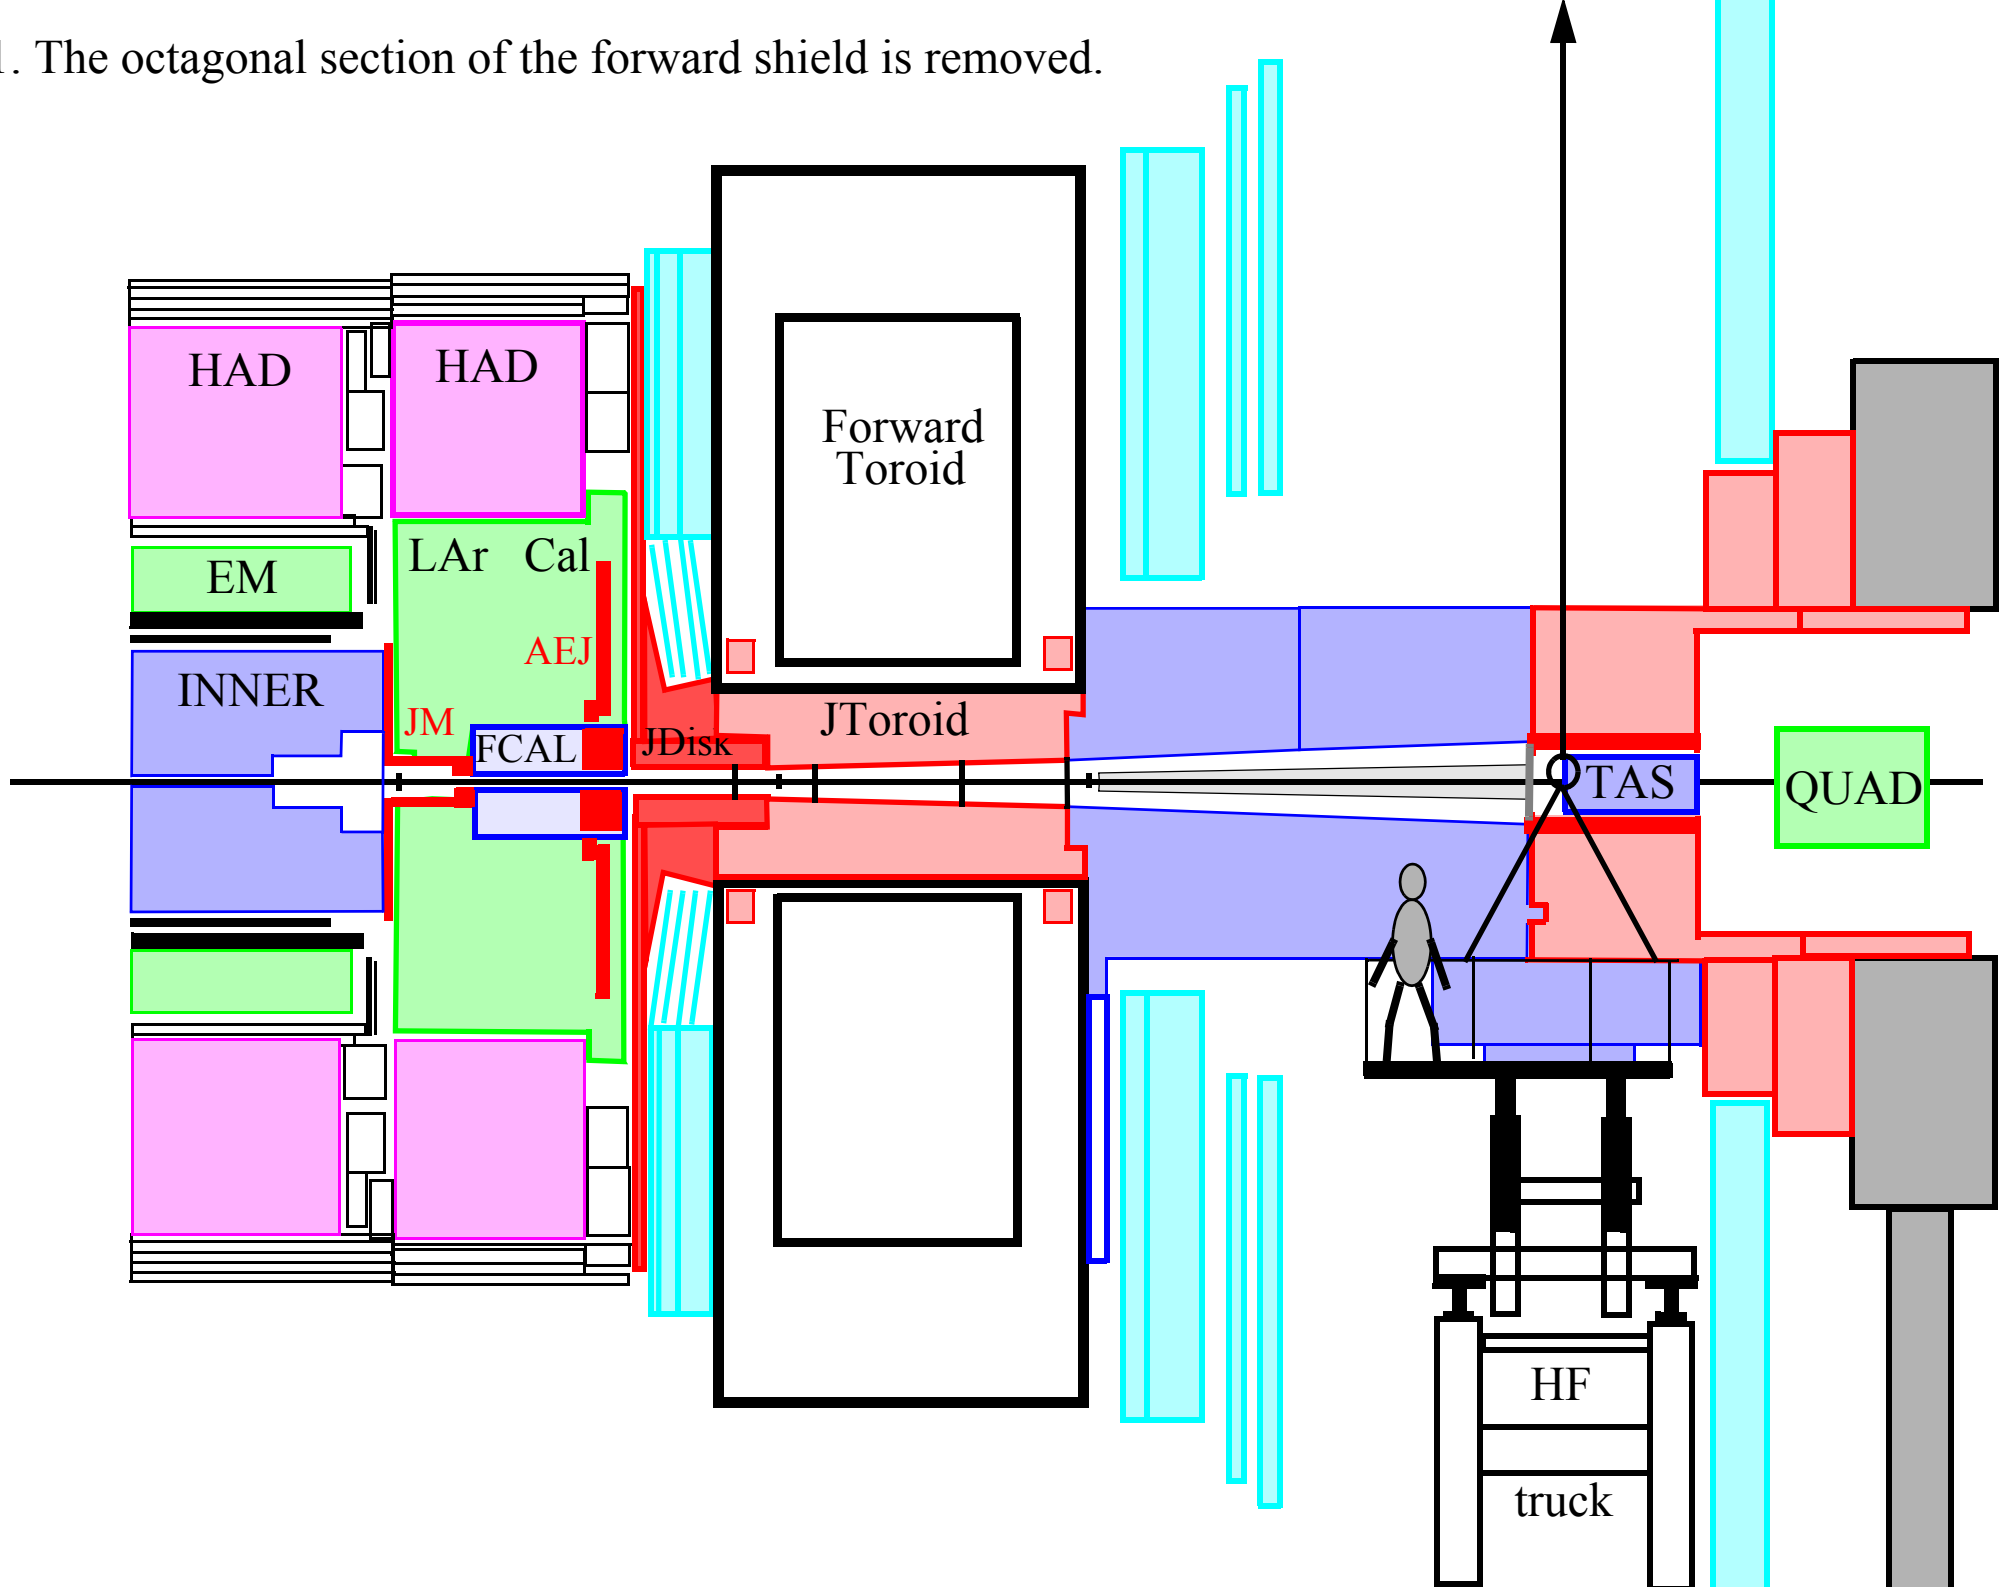 1. The octagonal section of the forward shield is removed.
HAD
HAD
Forward
Toroid
LAr Cal
EM
AEJ
INNER
JM
JToroid
FCAL
JDisk
TAS
QUAD
HF
truck